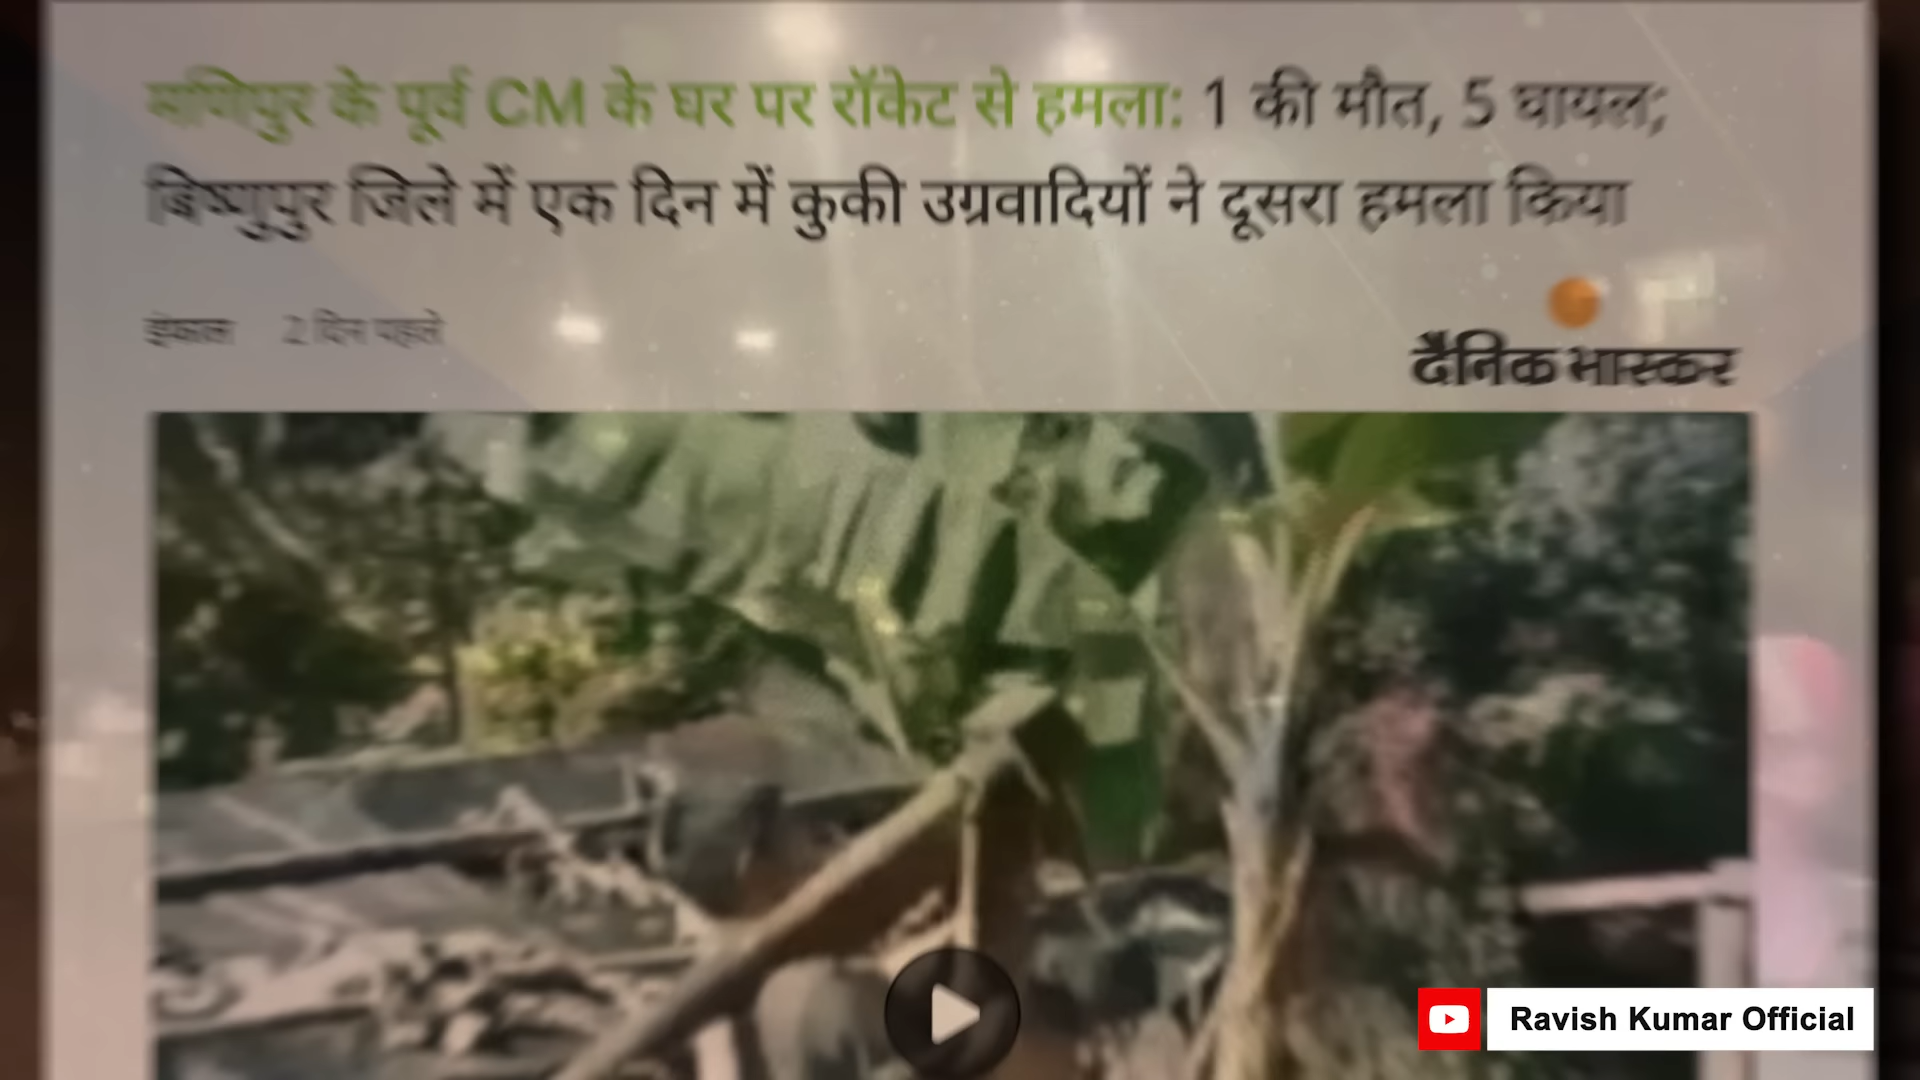 मणिपुर के पूर्व CM के घर पर रॉकेट से हमला: 1 की मौत, 5 घायल;
बिष्णुपुर जिले में एक दिन में कुकी उग्रवादियों ने दूसरा हमला किया
इंफाल 2 दिन पहले
दैनिक भास्कर
Ravish Kumar Official